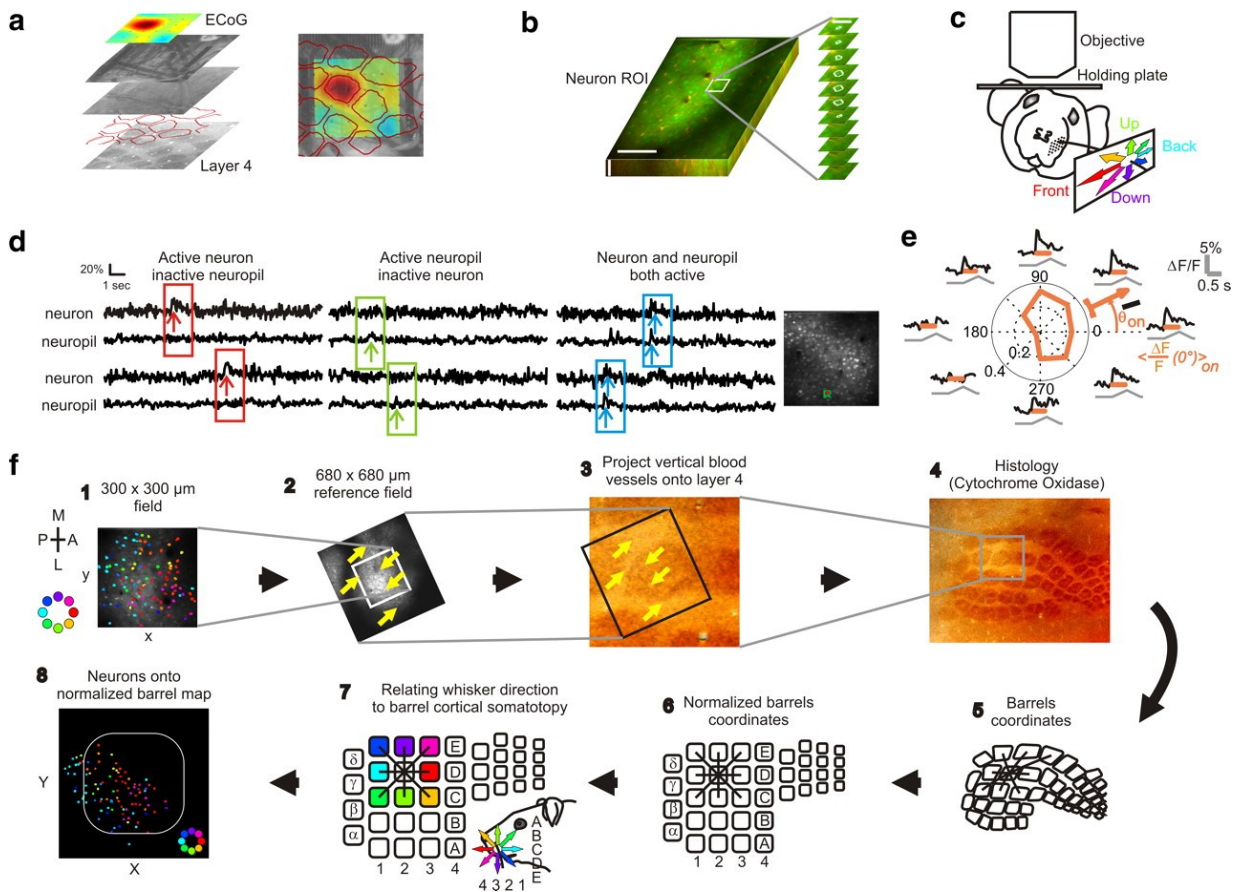 a
ECoG
Layer 4
b
Neuron ROI
c
Objective
Holding plate
Up
Back
Front
Down
d
20%
1 sec
Active neuron
inactive neuropil
Active neuropil
inactive neuron
Neuron and neuropil
both active
neuron
neuropil
neuron
neuropil
e
5%
ΔF/F
0.5 s
90
180
0
0.2
0.4
270
θon
<ΔF/F (0°)>on
f
1
300 x 300 µm
field
M
P A
L
y
x
2
680 x 680 µm
reference field
3
Project vertical blood
vessels onto layer 4
4
Histology
(Cytochrome Oxidase)
8
Neurons onto
normalized barrel map
Y
X
7
Relating whisker direction
to barrel cortical somatotopy
δ
γ
β
α
E
D
C
B
A
1 2 3 4
A
B
C
D
E
4 3 2 1
6
Normalized barrels
coordinates
δ
γ
β
α
E
D
C
B
A
1 2 3 4
5
Barrels
coordinates